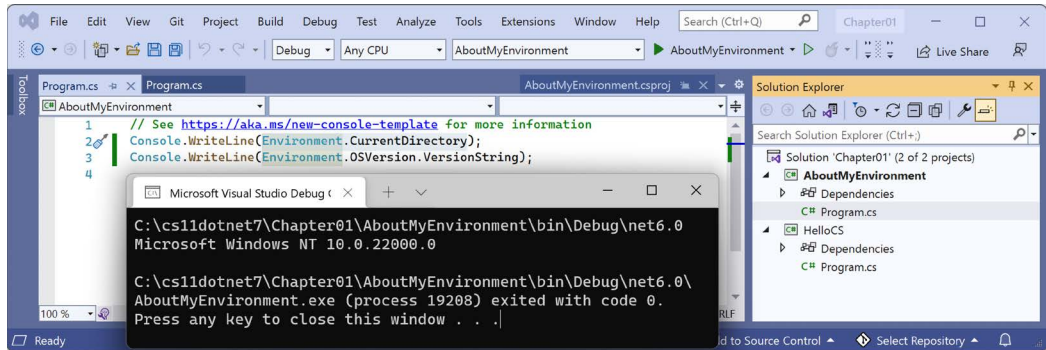 File Edit View Git Project Build Debug Test Analyze Tools Extensions Window Help Search (Ctrl+Q) Chapter01
Debug Any CPU AboutMyEnvironment AboutMyEnvironment Live Share
Toolbox
Program.cs Program.cs AboutMyEnvironment.csproj
C# AboutMyEnvironment
1 // See https://aka.ms/new-console-template for more information
2 Console.WriteLine(Environment.CurrentDirectory);
3 Console.WriteLine(Environment.OSVersion.VersionString);
4
Microsoft Visual Studio Debug
C:\cs11dotnet7\Chapter01\AboutMyEnvironment\bin\Debug\net6.0
Microsoft Windows NT 10.0.22000.0
C:\cs11dotnet7\Chapter01\AboutMyEnvironment\bin\Debug\net6.0\
AboutMyEnvironment.exe (process 19208) exited with code 0.
Press any key to close this window . . .
Solution Explorer
Search Solution Explorer (Ctrl+;)
Solution 'Chapter01' (2 of 2 projects)
C# AboutMyEnvironment
Dependencies
C# Program.cs
C# HelloCS
Dependencies
C# Program.cs
100 % RLF
Ready d to Source Control Select Repository